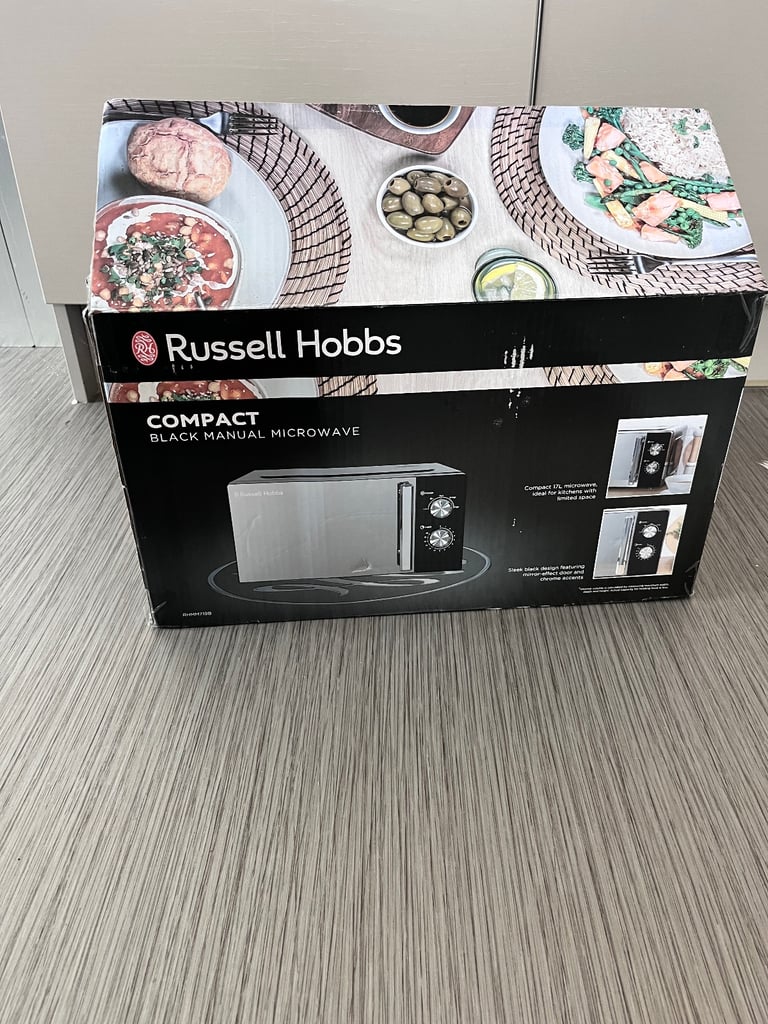 RH
Russell Hobbs
COMPACT
BLACK MANUAL MICROWAVE
Russell Hobbs
Compact 17L microwave,
ideal for kitchens with
limited space
Sleek black design featuring
mirror-effect door and
chrome accents